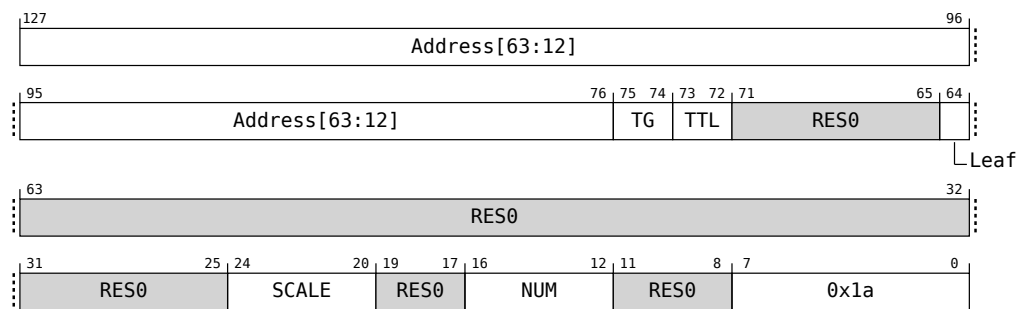 127 96
Address[63:12]
95 76 75 74 73 72 71 65 64
Address[63:12] TG TTL RES0
Leaf
63 32
RES0
31 25 24 20 19 17 16 12 11 8 7 0
RES0 SCALE RES0 NUM RES0 0x1a